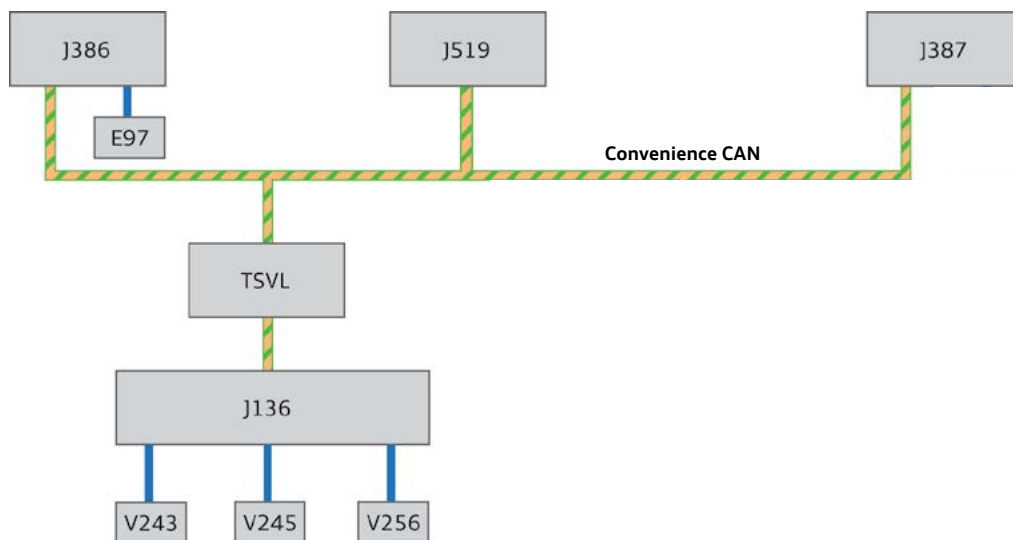 J386
J519
J387
E97
Convenience CAN
TSVL
J136
V243
V245
V256